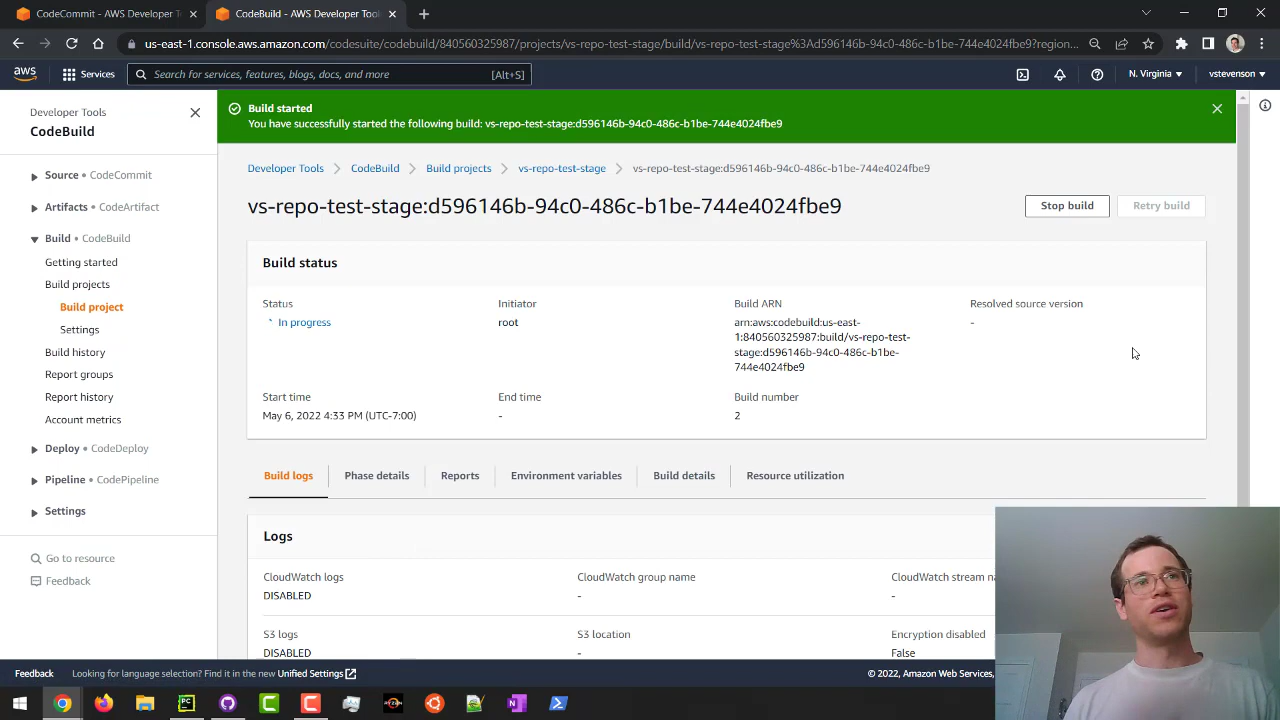 CodeCommit - AWS Developer T
CodeBuild - AWS Developer Tool
us-east-1.console.aws.amazon.com/codesuite/codebuild/840560325987/projects/vs-repo-test-stage/build/vs-repo-test-stage%3Ad596146b-94c0-486c-b1be-744e4024fbe9?region...
aws
Services
Search for services, features, blogs, docs, and more
[Alt+S]
N. Virginia
vstevenson
Developer Tools
CodeBuild
Source • CodeCommit
Artifacts • CodeArtifact
Build • CodeBuild
Getting started
Build projects
Build project
Settings
Build history
Report groups
Report history
Account metrics
Deploy • CodeDeploy
Pipeline • CodePipeline
Settings
Go to resource
Feedback
Build started
You have successfully started the following build: vs-repo-test-stage:d596146b-94c0-486c-b1be-744e4024fbe9
Developer Tools
CodeBuild
Build projects
vs-repo-test-stage
vs-repo-test-stage:d596146b-94c0-486c-b1be-744e4024fbe9
vs-repo-test-stage:d596146b-94c0-486c-b1be-744e4024fbe9
Stop build
Retry build
Build status
Status
In progress
Initiator
root
Build ARN
arn:aws:codebuild:us-east-
1:840560325987:build/vs-repo-test-
stage:d596146b-94c0-486c-b1be-
744e4024fbe9
Resolved source version
-
Start time
May 6, 2022 4:33 PM (UTC-7:00)
End time
-
Build number
2
Build logs
Phase details
Reports
Environment variables
Build details
Resource utilization
Logs
CloudWatch logs
DISABLED
CloudWatch group name
-
CloudWatch stream na
-
S3 logs
DISABLED
S3 location
-
Encryption disabled
False
Feedback
Looking for language selection? Find it in the new Unified Settings
© 2022, Amazon Web Services,
PC
RYZEN